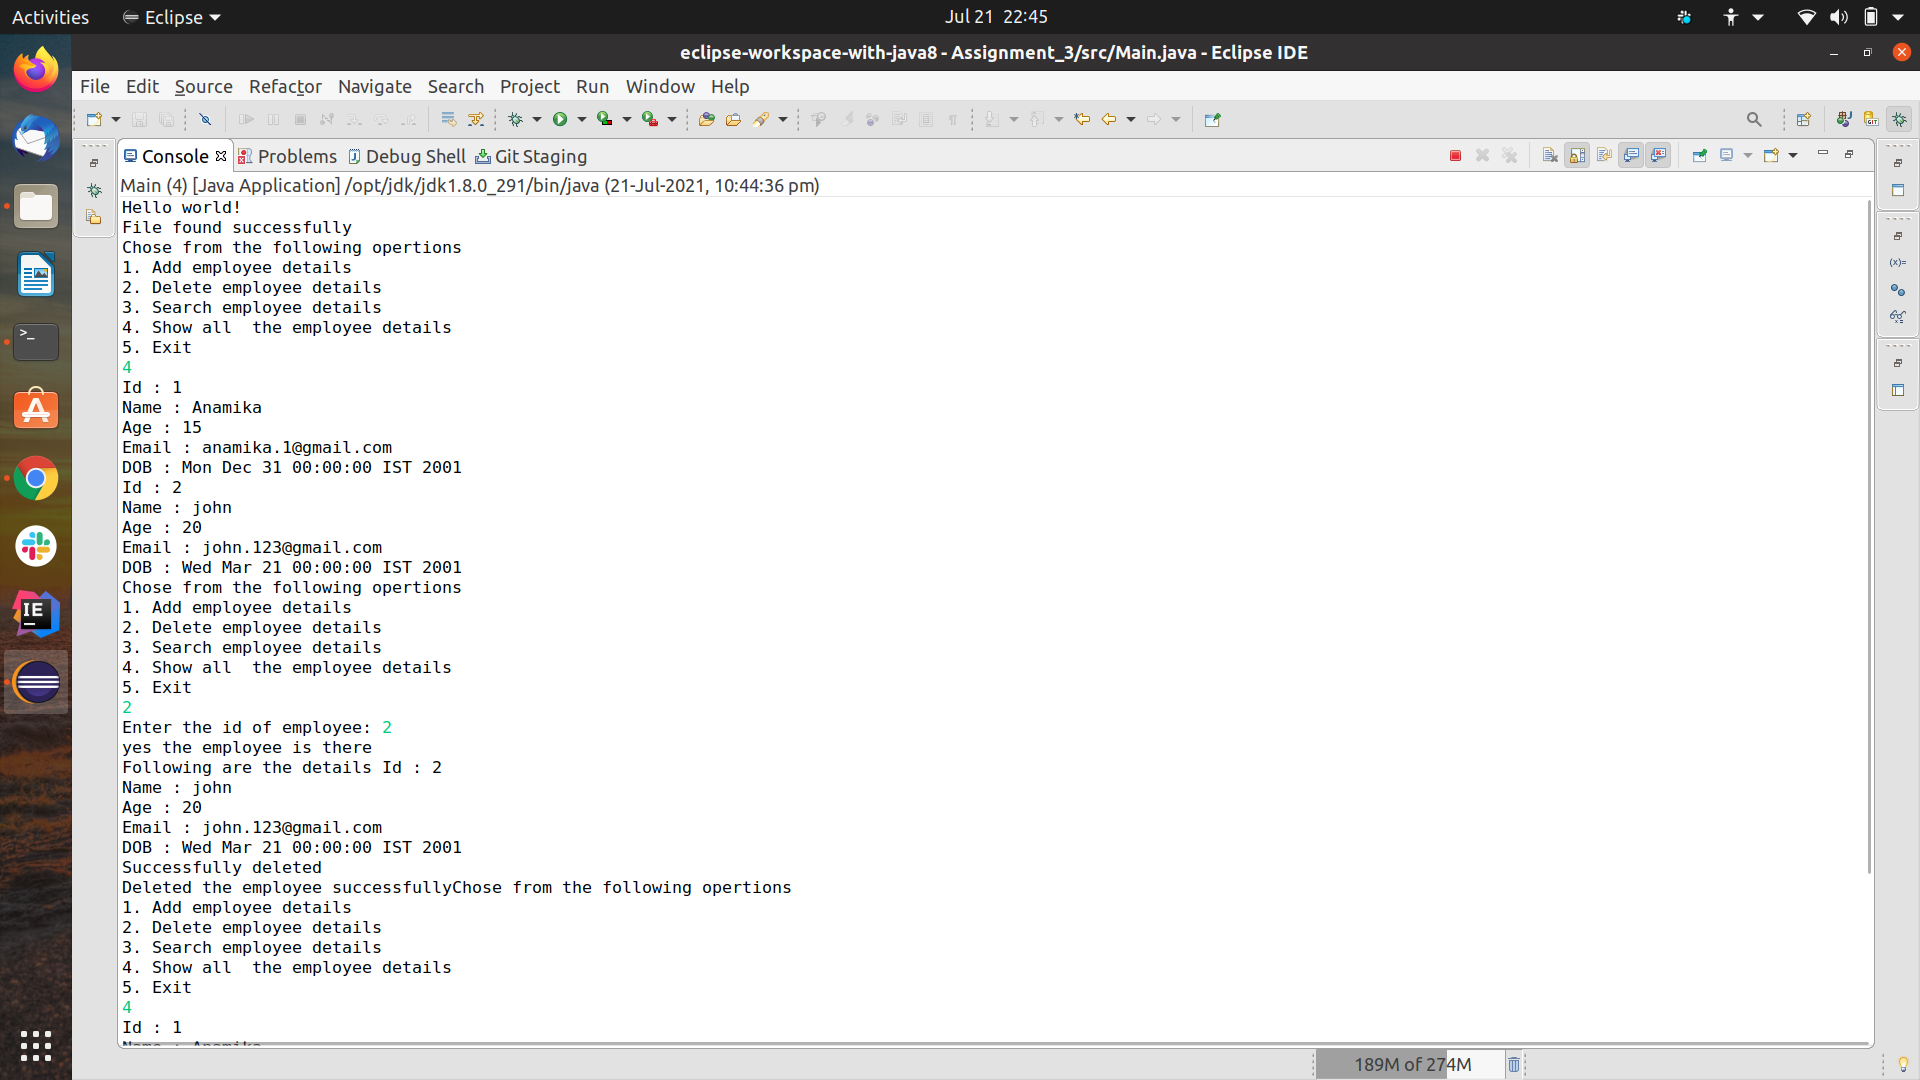 Activities Eclipse Jul 21 22:45
eclipse-workspace-with-java8 - Assignment_3/src/Main.java - Eclipse IDE
File Edit Source Refactor Navigate Search Project Run Window Help
Console Problems Debug Shell Git Staging
Main (4) [Java Application] /opt/jdk/jdk1.8.0_291/bin/java (21-Jul-2021, 10:44:36 pm)
Hello world!
File found successfully
Chose from the following opertions
1. Add employee details
2. Delete employee details
3. Search employee details
4. Show all  the employee details
5. Exit
4
Id : 1
Name : Anamika
Age : 15
Email : anamika.1@gmail.com
DOB : Mon Dec 31 00:00:00 IST 2001
Id : 2
Name : john
Age : 20
Email : john.123@gmail.com
DOB : Wed Mar 21 00:00:00 IST 2001
Chose from the following opertions
1. Add employee details
2. Delete employee details
3. Search employee details
4. Show all  the employee details
5. Exit
2
Enter the id of employee: 2
yes the employee is there
Following are the details Id : 2
Name : john
Age : 20
Email : john.123@gmail.com
DOB : Wed Mar 21 00:00:00 IST 2001
Successfully deleted
Deleted the employee successfullyChose from the following opertions
1. Add employee details
2. Delete employee details
3. Search employee details
4. Show all  the employee details
5. Exit
4
Id : 1
Name : Anamika
189M of 274M